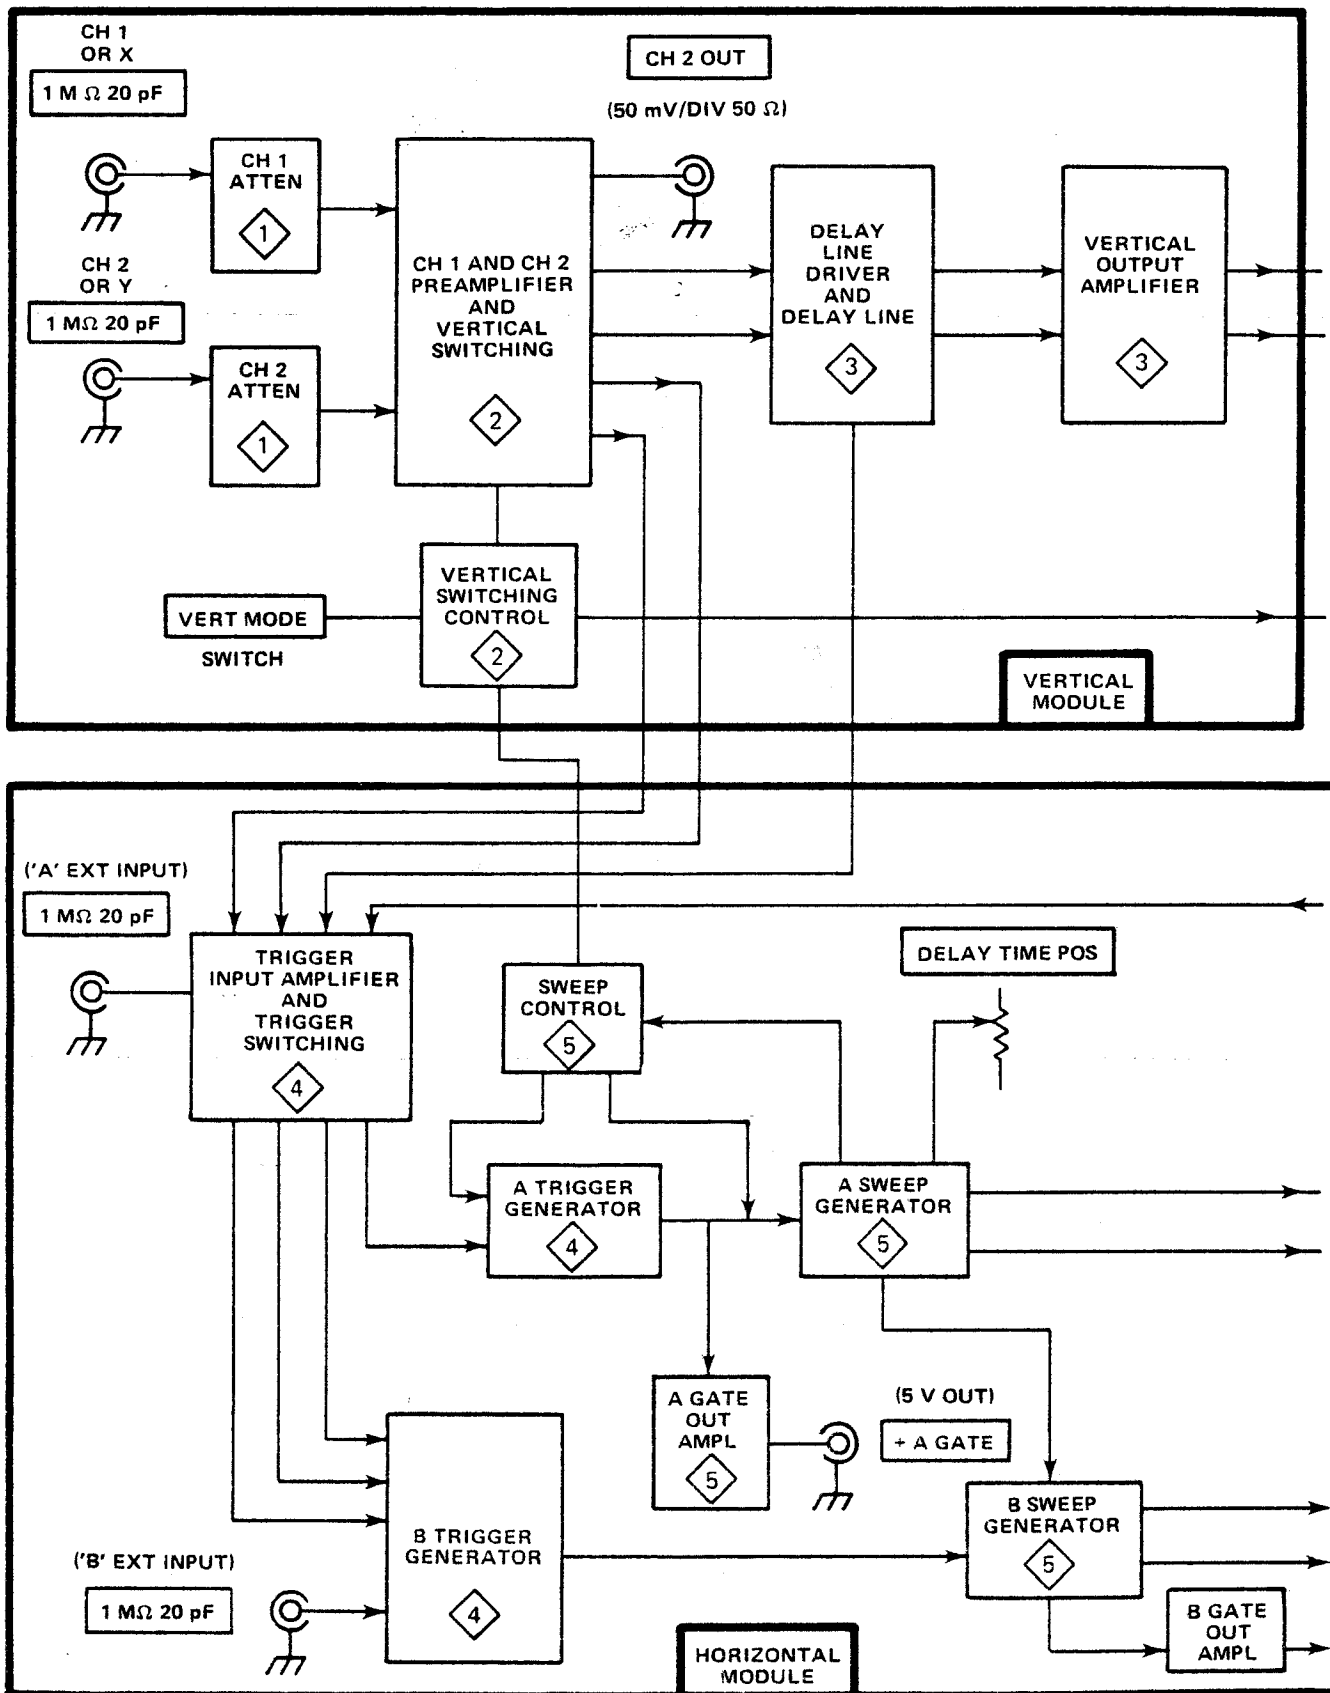 CH 1
OR X
1 M Ω 20 pF
CH 2 OUT
(50 mV/DIV 50 Ω)
CH 1
ATTEN
1
CH 2
OR Y
1 MΩ 20 pF
CH 2
ATTEN
1
CH 1 AND CH 2
PREAMPLIFIER
AND
VERTICAL
SWITCHING
2
DELAY
LINE
DRIVER
AND
DELAY LINE
3
VERTICAL
OUTPUT
AMPLIFIER
3
VERT MODE
SWITCH
VERTICAL
SWITCHING
CONTROL
2
VERTICAL
MODULE
('A' EXT INPUT)
1 MΩ 20 pF
TRIGGER
INPUT AMPLIFIER
AND
TRIGGER
SWITCHING
4
SWEEP
CONTROL
5
DELAY TIME POS
A TRIGGER
GENERATOR
4
A SWEEP
GENERATOR
5
A GATE
OUT
AMPL
5
(5 V OUT)
+ A GATE
B TRIGGER
GENERATOR
4
('B' EXT INPUT)
1 MΩ 20 pF
B SWEEP
GENERATOR
5
B GATE
OUT
AMPL
HORIZONTAL
MODULE